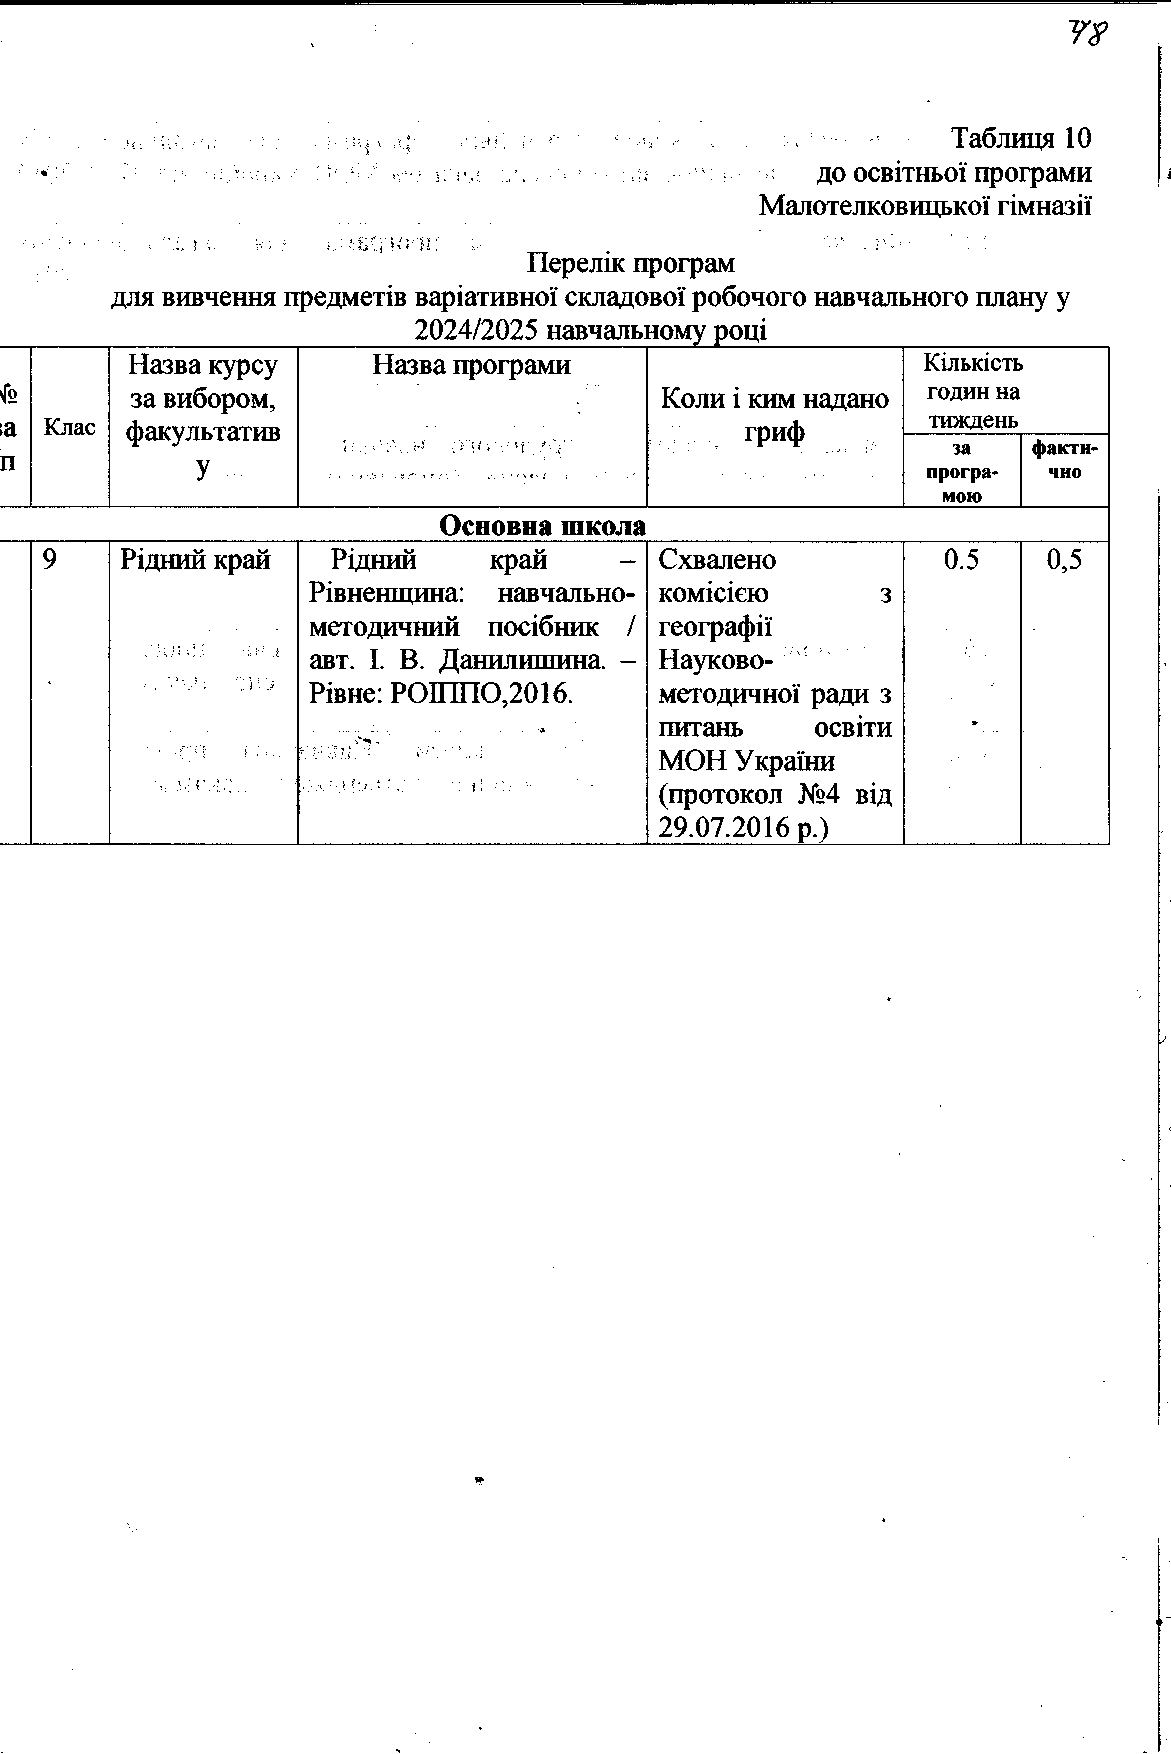 48
Таблиця 10
до освітньої програми
Малотелковицької гімназії
Перелік програм
для вивчення предметів варіативної складової робочого навчального плану у
2024/2025 навчальному році
№
за
п
Клас
Назва курсу
за вибором,
факультатив
у
Назва програми
Коли і ким надано
гриф
Кількість
годин на
тиждень
за
програ-
мою
факти-
чно
Основна школа
9
Рідний край
Рідний край –
Рівненщина: навчально-
методичний посібник /
авт. І. В. Данилишина. –
Рівне: РОІППО,2016.
Схвалено
комісією з
географії
Науково-
методичної ради з
питань освіти
МОН України
(протокол №4 від
29.07.2016 р.)
0.5
0,5